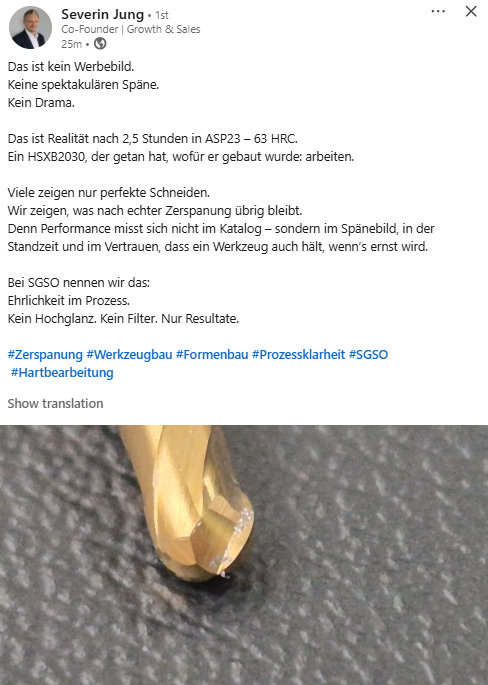 Severin Jung • 1st
Co-Founder | Growth & Sales
25m •
Das ist kein Werbebild.
Keine spektakulären Späne.
Kein Drama.
Das ist Realität nach 2,5 Stunden in ASP23 – 63 HRC.
Ein HSXB2030, der getan hat, wofür er gebaut wurde: arbeiten.
Viele zeigen nur perfekte Schneiden.
Wir zeigen, was nach echter Zerspanung übrig bleibt.
Denn Performance misst sich nicht im Katalog – sondern im Spänebild, in der
Standzeit und im Vertrauen, dass ein Werkzeug auch hält, wenn’s ernst wird.
Bei SGSO nennen wir das:
Ehrlichkeit im Prozess.
Kein Hochglanz. Kein Filter. Nur Resultate.
#Zerspanung #Werkzeugbau #Formenbau #Prozessklarheit #SGSO
#Hartbearbeitung
Show translation